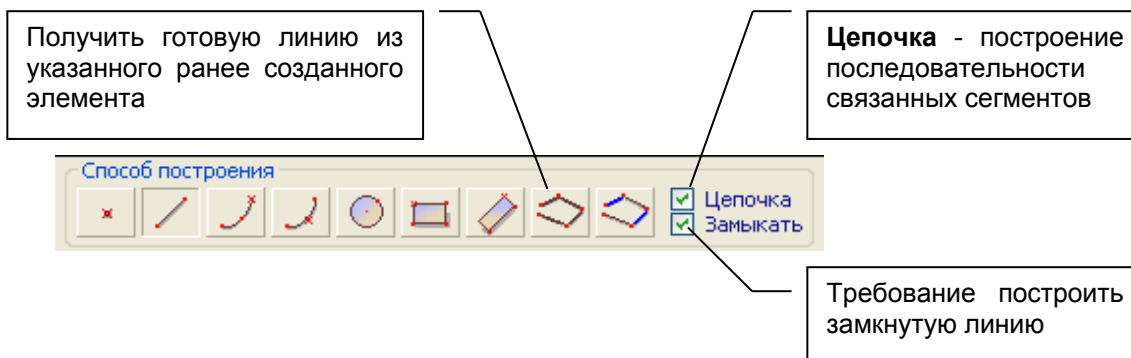 Получить готовую линию из
указанного ранее созданного
элемента
Цепочка - построение
последовательности
связанных сегментов
Способ построения
Цепочка
Замыкать
Требование построить
замкнутую линию